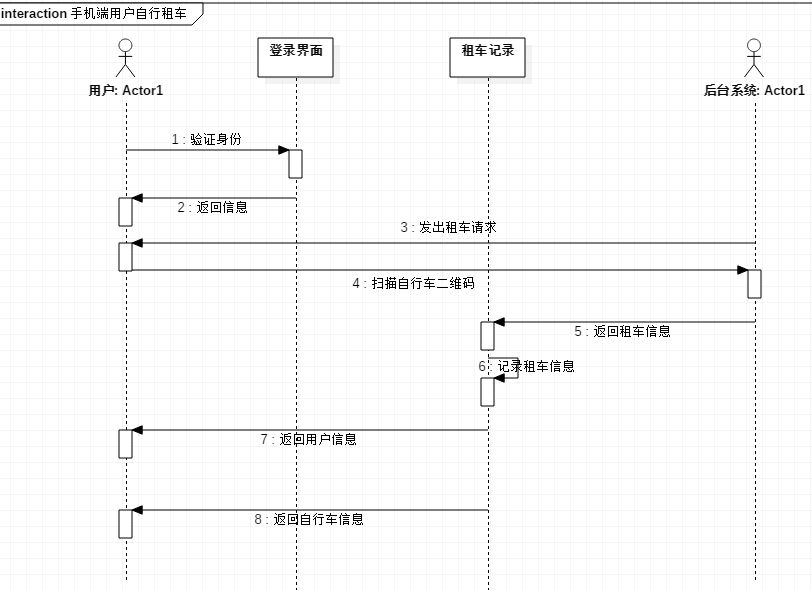 interaction 手机端用户自行租车
登录界面
租车记录
用户: Actor1
后台系统: Actor1
1 : 验证身份
2 : 返回信息
3 : 发出租车请求
4 : 扫描自行车二维码
5 : 返回租车信息
6 : 记录租车信息
7 : 返回用户信息
8 : 返回自行车信息